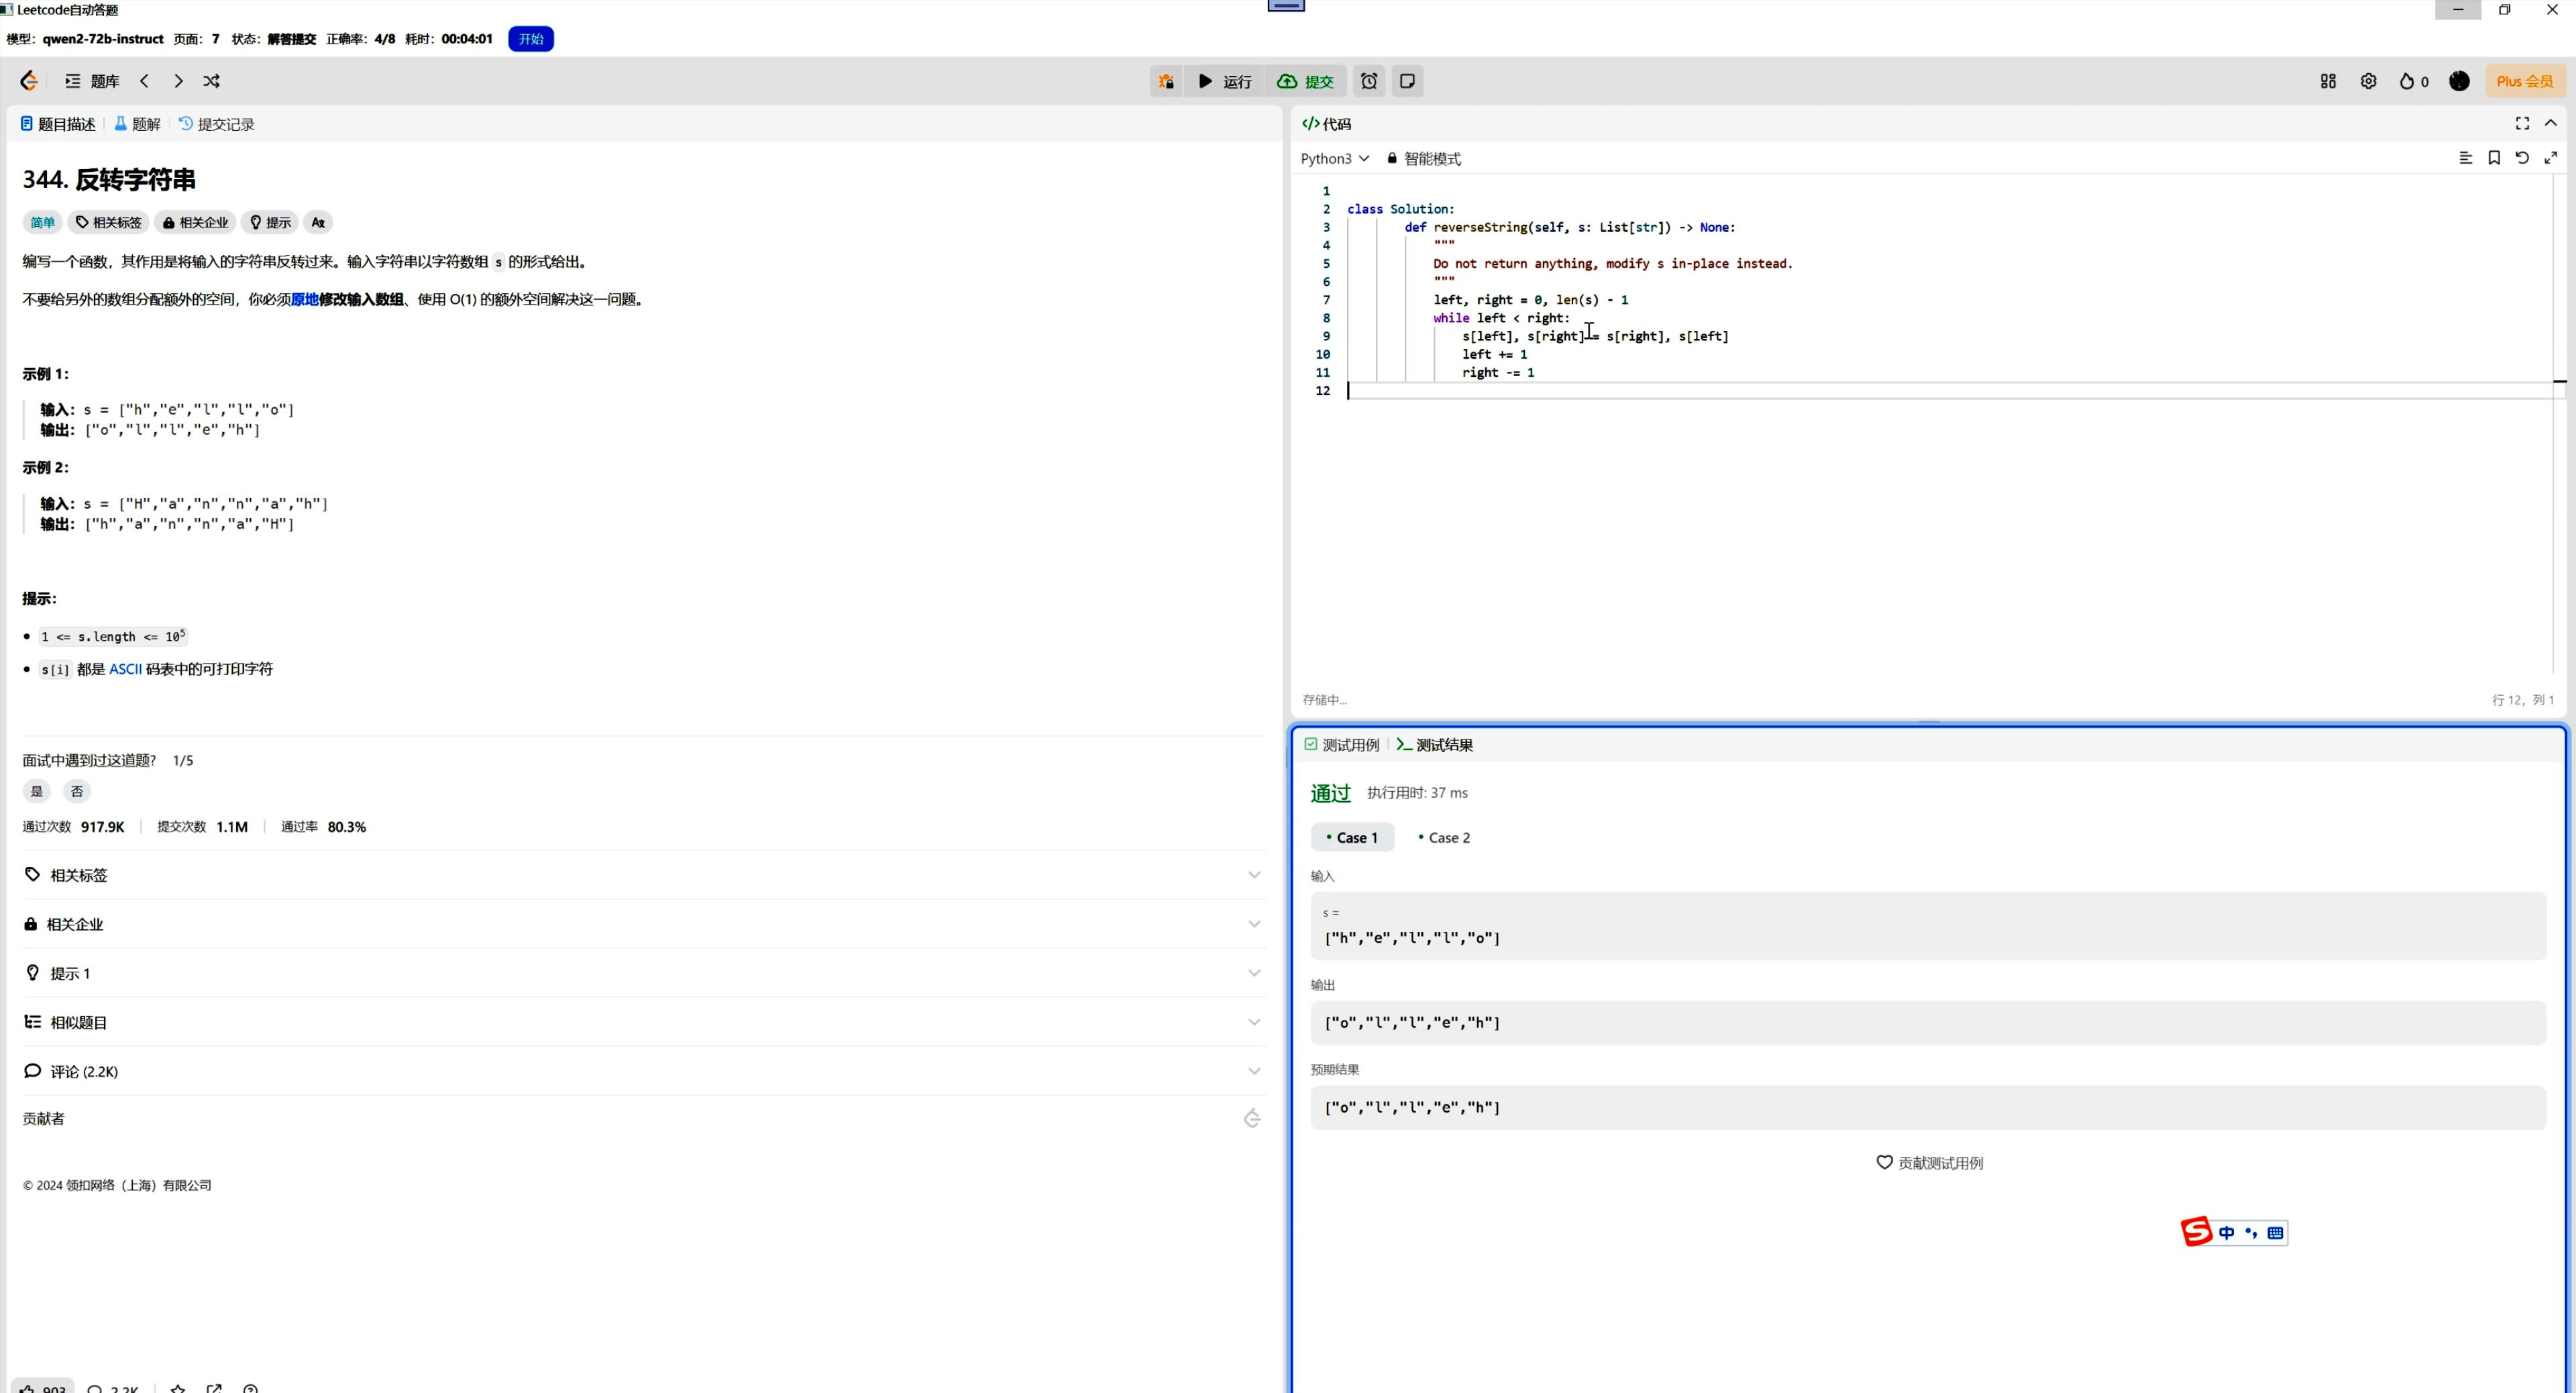 Leetcode自动答题
模型: qwen2-72b-instruct 页面: 7 状态: 解答提交 正确率: 4/8 耗时: 00:04:01 开始
题库 运行 提交 0 Plus 会员
题目描述 题解 提交记录
344. 反转字符串
简单 相关标签 相关企业 提示
编写一个函数，其作用是将输入的字符串反转过来。输入字符串以字符数组 s 的形式给出。
不要给另外的数组分配额外的空间，你必须原地修改输入数组、使用 O(1) 的额外空间解决这一问题。
示例 1:
输入: s = ["h","e","l","l","o"]
输出: ["o","l","l","e","h"]
示例 2:
输入: s = ["H","a","n","n","a","h"]
输出: ["h","a","n","n","a","H"]
提示:
1 <= s.length <= 10⁵
s[i] 都是 ASCII 码表中的可打印字符
面试中遇到过这道题? 1/5
是 否
通过次数 917.9K 提交次数 1.1M 通过率 80.3%
相关标签
相关企业
提示 1
相似题目
评论 (2.2K)
贡献者
© 2024 领扣网络（上海）有限公司
903 2.2K
</>代码
Python3 智能模式
1
2 class Solution:
3 def reverseString(self, s: List[str]) -> None:
4 """
5 Do not return anything, modify s in-place instead.
6 """
7 left, right = 0, len(s) - 1
8 while left < right:
9 s[left], s[right] = s[right], s[left]
10 left += 1
11 right -= 1
12
存储中... 行 12, 列 1
测试用例 测试结果
通过 执行用时: 37 ms
Case 1 Case 2
输入
s =
["h","e","l","l","o"]
输出
["o","l","l","e","h"]
预期结果
["o","l","l","e","h"]
贡献测试用例
S 中